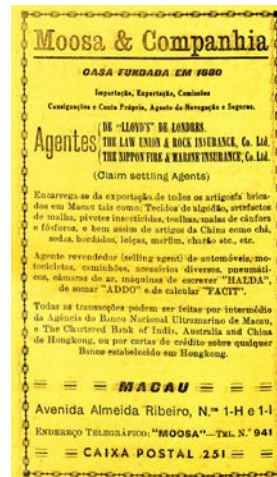 Moosa & Companhia
CASA FUNDADA EM 1880
Importação, Exportação, Comissões
Consignações e Conta Própria, Agente de Navegação e Seguros.
Agentes
DE "LLOYD'S" DE LONDRES.
THE LAW UNION & ROCK INSURANCE, Co. Ltd.
THE NIPPON FIRE & MARINE INSURANCE, Co. Ltd.
(Claim settling Agents)
Encarrega-se da exportação de todos os artigos fabricados
em Macau tais como: Tecidos de algodão, artefactos
de malha, pivetes insecticidas, toalhas, malas de cânfora
e fósforos, e bem assim de artigos da China como chá,
sedas, bordados, loiças, marfim, charão etc., etc.
Agente revendedor (selling agent) de automóveis, motocicletas,
caminhões, acessórios diversos, pneumáticos,
câmaras de ar, máquinas de escrever "HALDA",
de somar "ADDO" e de calcular "FACIT".
Todas as transacções podem ser feitas por intermédio
da Agência do Banco Nacional Ultramarino de Macau,
e The Chartered Bank of India, Australia and China
de Hongkong, ou por cartas de crédito sobre qualquer
Banco estabelecido em Hongkong.
MACAU
Avenida Almeida Ribeiro, N.os 1-H e 1-I
ENDEREÇO TELEGRÁFICO: "MOOSA"—TEL. N.º 941
CAIXA POSTAL 251